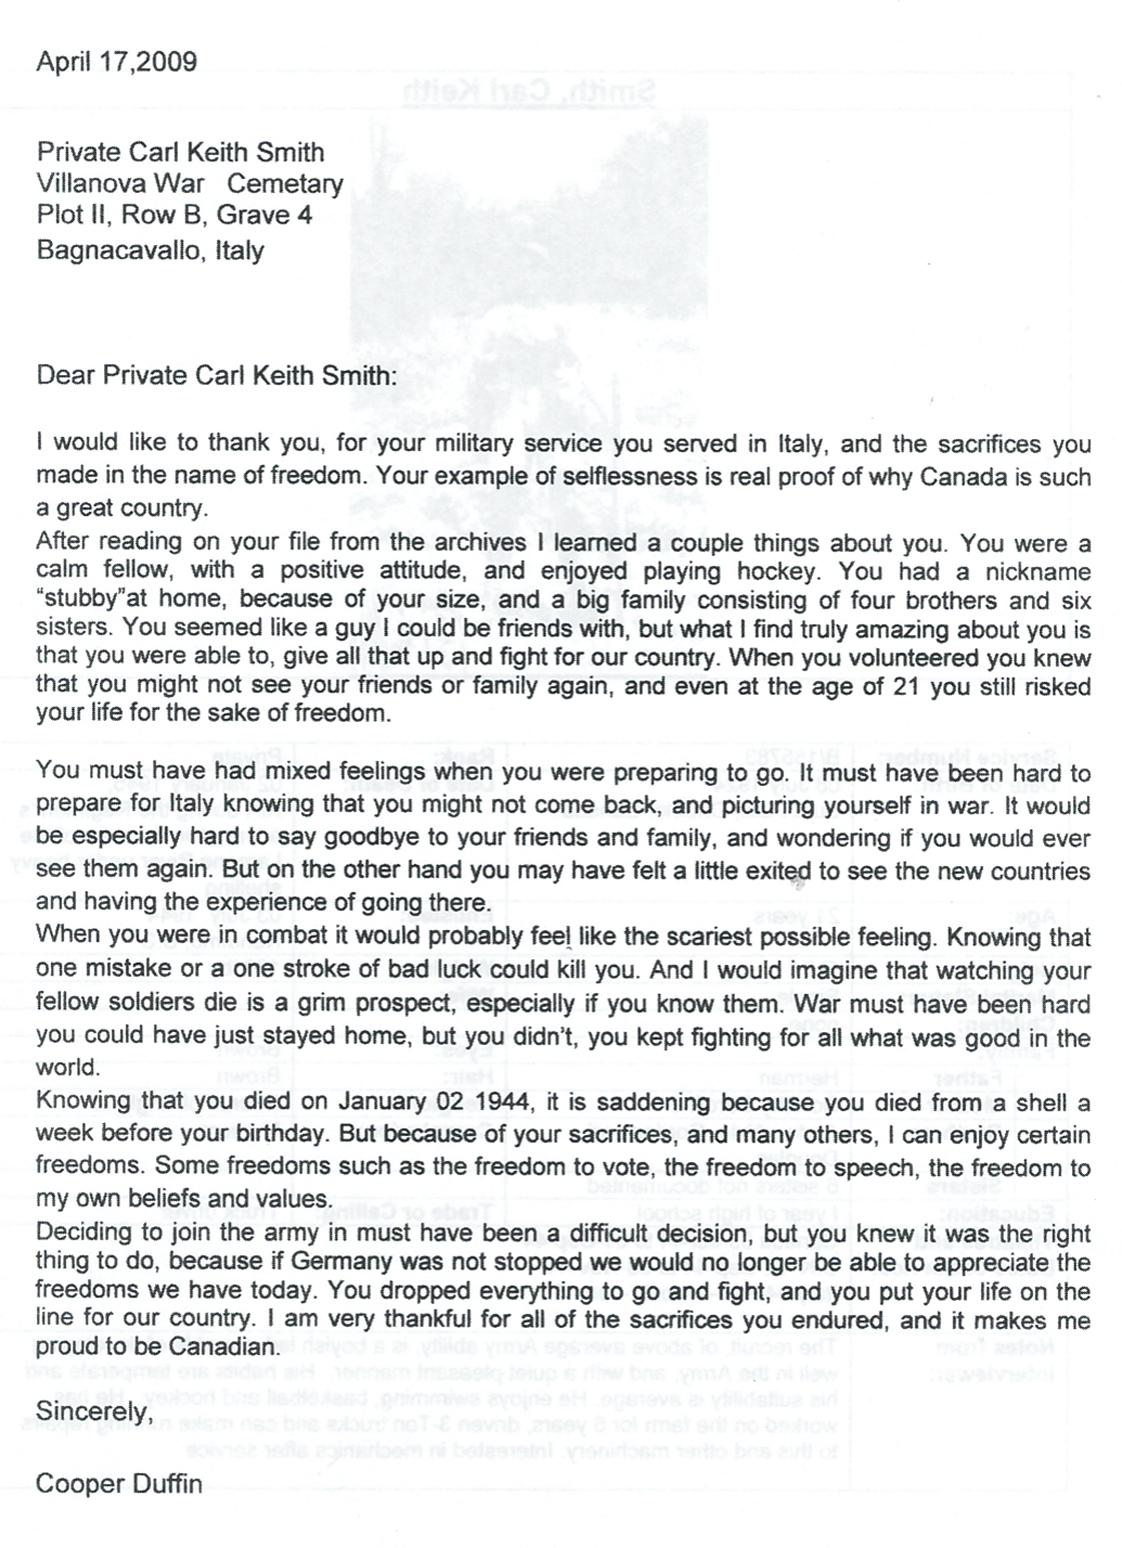 April 17,2009
Private Carl Keith Smith
Villanova War Cemetary
Plot II, Row B, Grave 4
Bagnacavallo, Italy
Dear Private Carl Keith Smith:
I would like to thank you, for your military service you served in Italy, and the sacrifices you
made in the name of freedom. Your example of selflessness is real proof of why Canada is such
a great country.
After reading on your file from the archives I learned a couple things about you. You were a
calm fellow, with a positive attitude, and enjoyed playing hockey. You had a nickname
"stubby"at home, because of your size, and a big family consisting of four brothers and six
sisters. You seemed like a guy I could be friends with, but what I find truly amazing about you is
that you were able to, give all that up and fight for our country. When you volunteered you knew
that you might not see your friends or family again, and even at the age of 21 you still risked
your life for the sake of freedom.
You must have had mixed feelings when you were preparing to go. It must have been hard to
prepare for Italy knowing that you might not come back, and picturing yourself in war. It would
be especially hard to say goodbye to your friends and family, and wondering if you would ever
see them again. But on the other hand you may have felt a little exited to see the new countries
and having the experience of going there.
When you were in combat it would probably feel like the scariest possible feeling. Knowing that
one mistake or a one stroke of bad luck could kill you. And I would imagine that watching your
fellow soldiers die is a grim prospect, especially if you know them. War must have been hard
you could have just stayed home, but you didn't, you kept fighting for all what was good in the
world.
Knowing that you died on January 02 1944, it is saddening because you died from a shell a
week before your birthday. But because of your sacrifices, and many others, I can enjoy certain
freedoms. Some freedoms such as the freedom to vote, the freedom to speech, the freedom to
my own beliefs and values.
Deciding to join the army in must have been a difficult decision, but you knew it was the right
thing to do, because if Germany was not stopped we would no longer be able to appreciate the
freedoms we have today. You dropped everything to go and fight, and you put your life on the
line for our country. I am very thankful for all of the sacrifices you endured, and it makes me
proud to be Canadian.
Sincerely,
Cooper Duffin